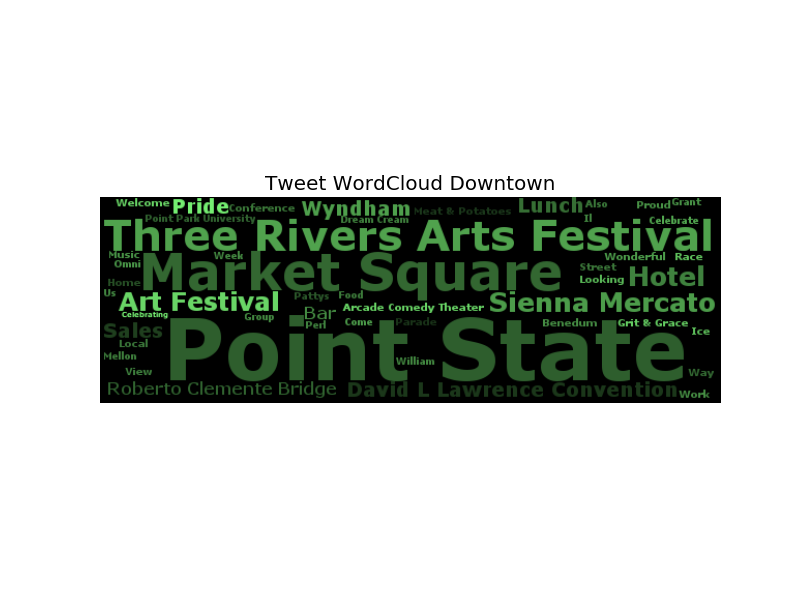 Tweet WordCloud Downtown
Welcome Pride Conference Wyndham Meat & Potatoes Lunch Also Proud Grant
Point Park University Dream Cream Il Celebrate
Three Rivers Arts Festival
Music Omni Week Wonderful Race
Market Square
Street Looking Hotel
Home Us
Art Festival Pattys Food Sienna Mercato
Celebrating Group Bar Arcade Comedy Theater
Sales Perl Come Parade Benedum Grit & Grace Ice
Local
Point State
Mellon William
View Way
Roberto Clemente Bridge David L Lawrence Convention Work